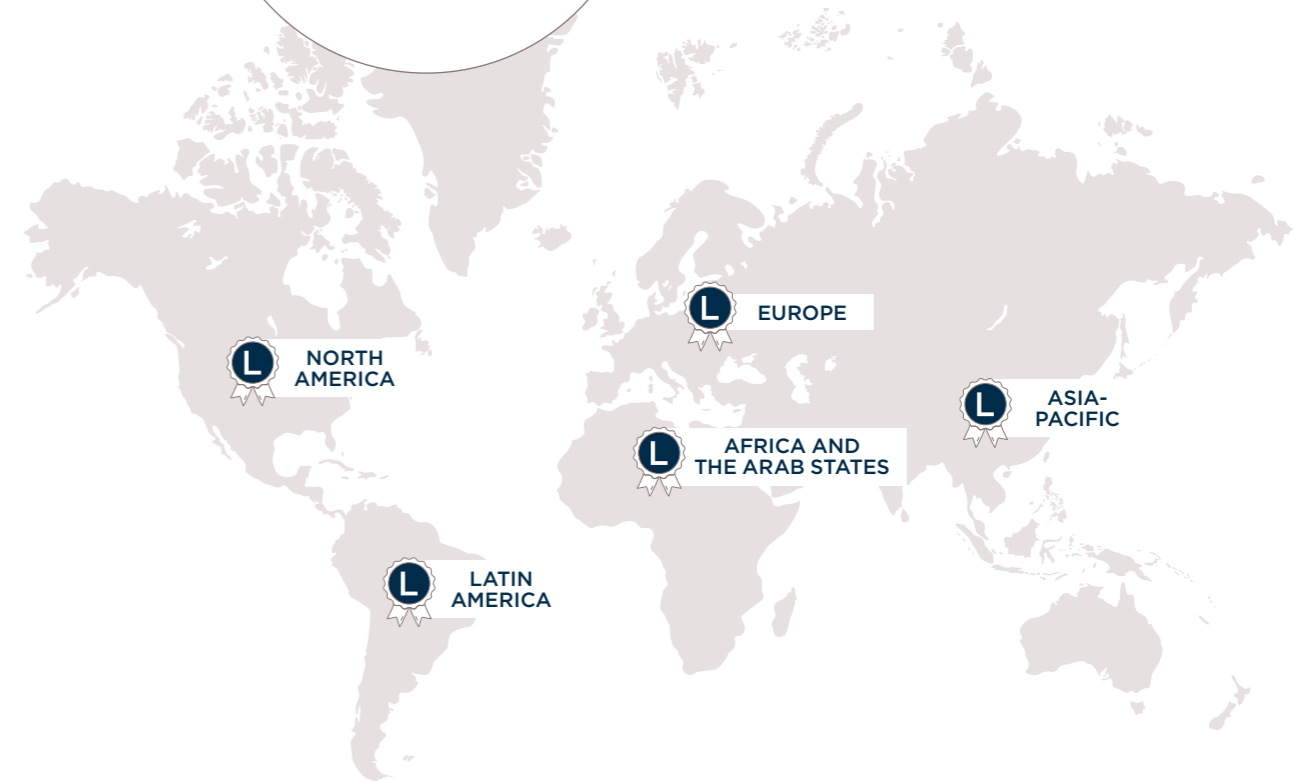 L
EUROPE
L
NORTH
AMERICA
L
ASIA-
PACIFIC
L
AFRICA AND
THE ARAB STATES
L
LATIN
AMERICA